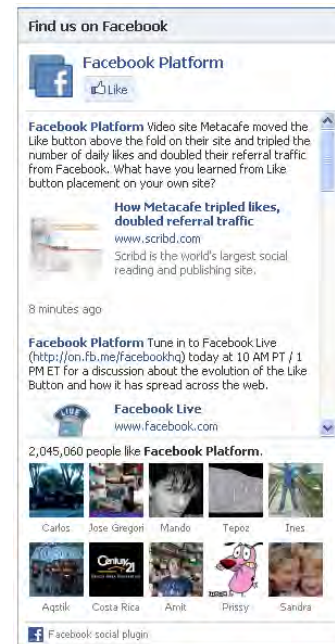 Find us on Facebook
Facebook Platform
Like
Facebook Platform Video site Metacafe moved the
Like button above the fold on their site and tripled the
number of daily likes and doubled their referral traffic
from Facebook. What have you learned from Like
button placement on your own site?
How Metacafe tripled likes,
doubled referral traffic
www.scribd.com
Scribd is the world's largest social
reading and publishing site.
8 minutes ago
Facebook Platform Tune in to Facebook Live
(http://on.fb.me/facebookhq) today at 10 AM PT / 1
PM ET for a discussion about the evolution of the Like
Button and how it has spread across the web.
LIVE
Facebook Live
www.facebook.com
2,045,060 people like Facebook Platform.
Carlos Jose Gregori Mando Tepoz Ines
Century 21
Aqstik Costa Rica Amit Prissy Sandra
Facebook social plugin